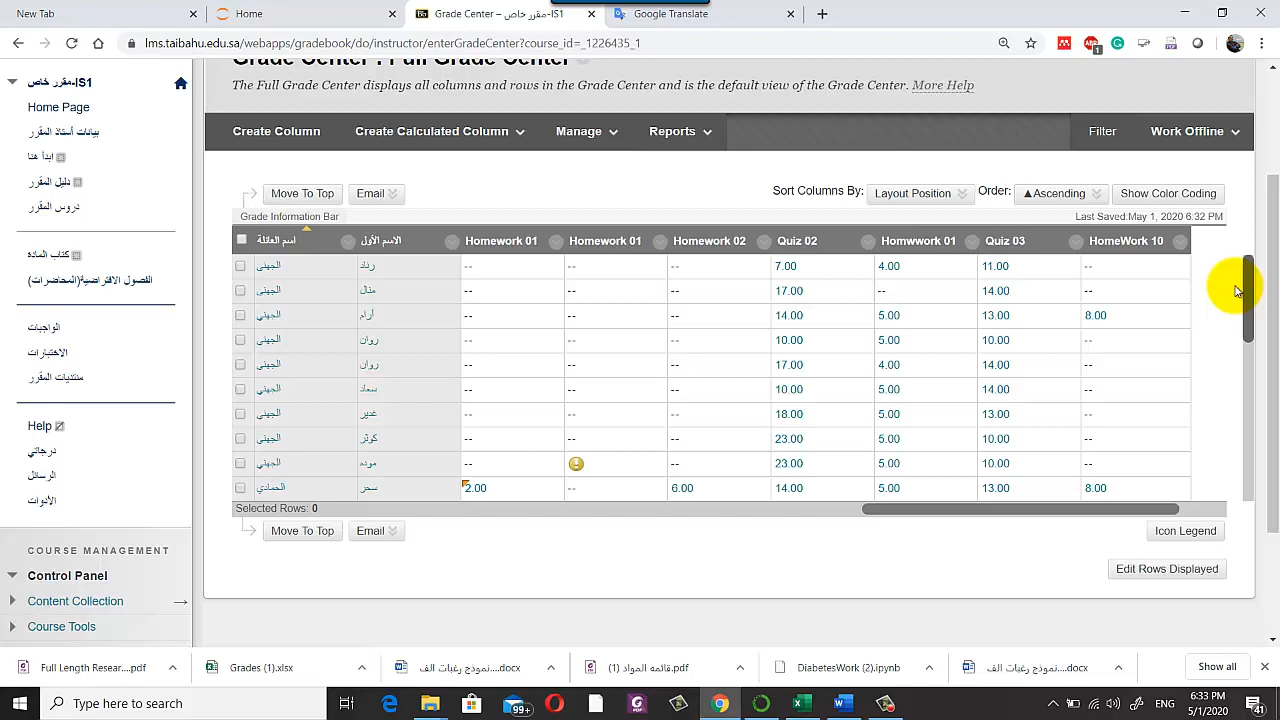 New Tab
Home
Grade Center – مقرر خاص-IS1
Google Translate
lms.taibahu.edu.sa/webapps/gradebook/do/instructor/enterGradeCenter?course_id=_1226435_1
مقرر خاص-IS1
Home Page
بيانات أستاذ المقرر
ابدأ هنا
دليل المقرر
دروس المقرر
كتاب المادة
الفصول الافتراضية(المحاضرات)
الواجبات
الاختبارات
منتديات المقرر
Help
درجاتي
الرسائل
الأدوات
COURSE MANAGEMENT
Control Panel
Content Collection
Course Tools
Grade Center : Full Grade Center
The Full Grade Center displays all columns and rows in the Grade Center and is the default view of the Grade Center. More Help
Create Column Create Calculated Column Manage Reports Filter Work Offline
Move To Top Email Sort Columns By: Layout Position Order: ▲Ascending Show Color Coding
Grade Information Bar Last Saved:May 1, 2020 6:32 PM
اسم العائلة الاسم الأول Homework 01 Homework 01 Homework 02 Quiz 02 Homwwork 01 Quiz 03 HomeWork 10
الجهني رناد -- -- -- 7.00 4.00 11.00 --
الجهني منال -- -- -- 17.00 -- 14.00 --
الجهني أرام -- -- -- 14.00 5.00 13.00 8.00
الجهني روان -- -- -- 10.00 5.00 10.00 --
الجهني روان -- -- -- 17.00 4.00 14.00 --
الجهني سعاد -- -- -- 10.00 5.00 14.00 --
الجهني غدير -- -- -- 18.00 5.00 13.00 --
الجهني كوثر -- -- -- 23.00 5.00 10.00 --
الجهني موده -- -- 23.00 5.00 10.00 --
الحمادي سحر 2.00 -- 6.00 14.00 5.00 13.00 8.00
Selected Rows: 0
Move To Top Email Icon Legend
Edit Rows Displayed
Full Length Resear....pdf
Grades (1).xlsx
نموذج رغبات الف....docx
قائمه المواد (1).pdf
DiabetesWork (2).ipynb
نموذج رغبات الف....docx
Show all
Type here to search
99+
ENG
6:33 PM
5/1/2020
41